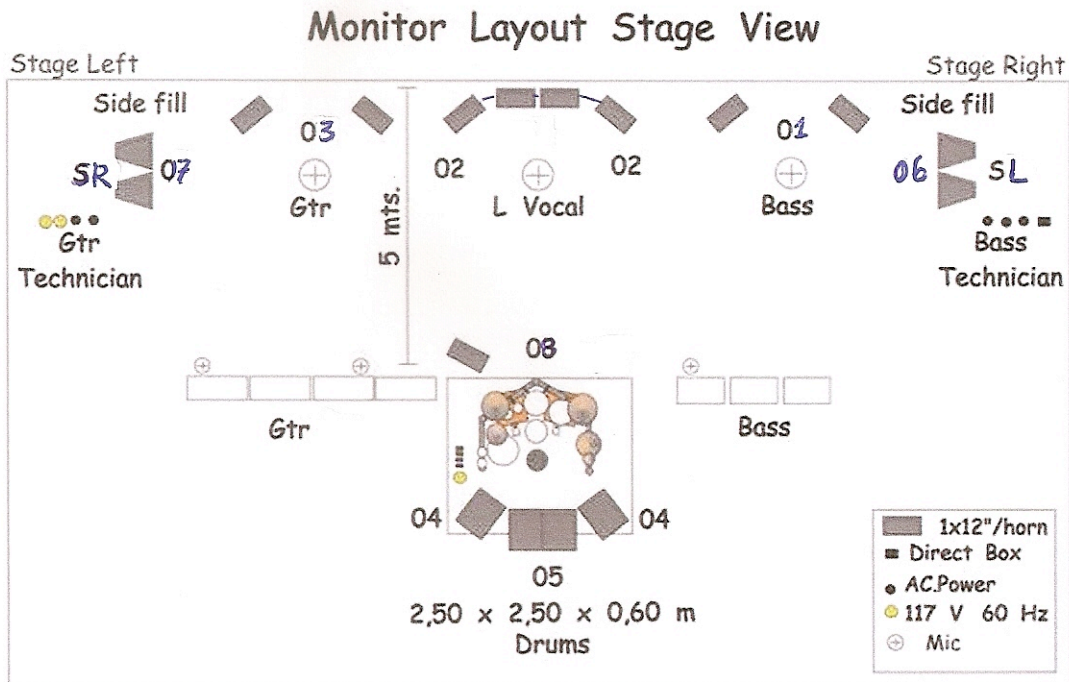 Monitor Layout Stage View
Stage Left
Stage Right
Side fill
Side fill
03
01
SR 07
02
02
06 SL
Gtr
L Vocal
Bass
5 mts.
Gtr
Technician
Bass
Technician
08
Gtr
Bass
04
04
05
2,50 x 2,50 x 0,60 m
Drums
1x12"/horn
Direct Box
AC.Power
117 V 60 Hz
Mic